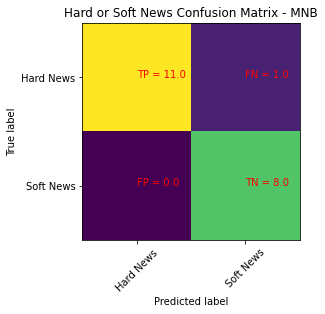 Hard or Soft News Confusion Matrix - MNB
True label
Hard News
TP = 11.0
FN = 1.0
Soft News
FP = 0.0
TN = 8.0
Hard News
Soft News
Predicted label